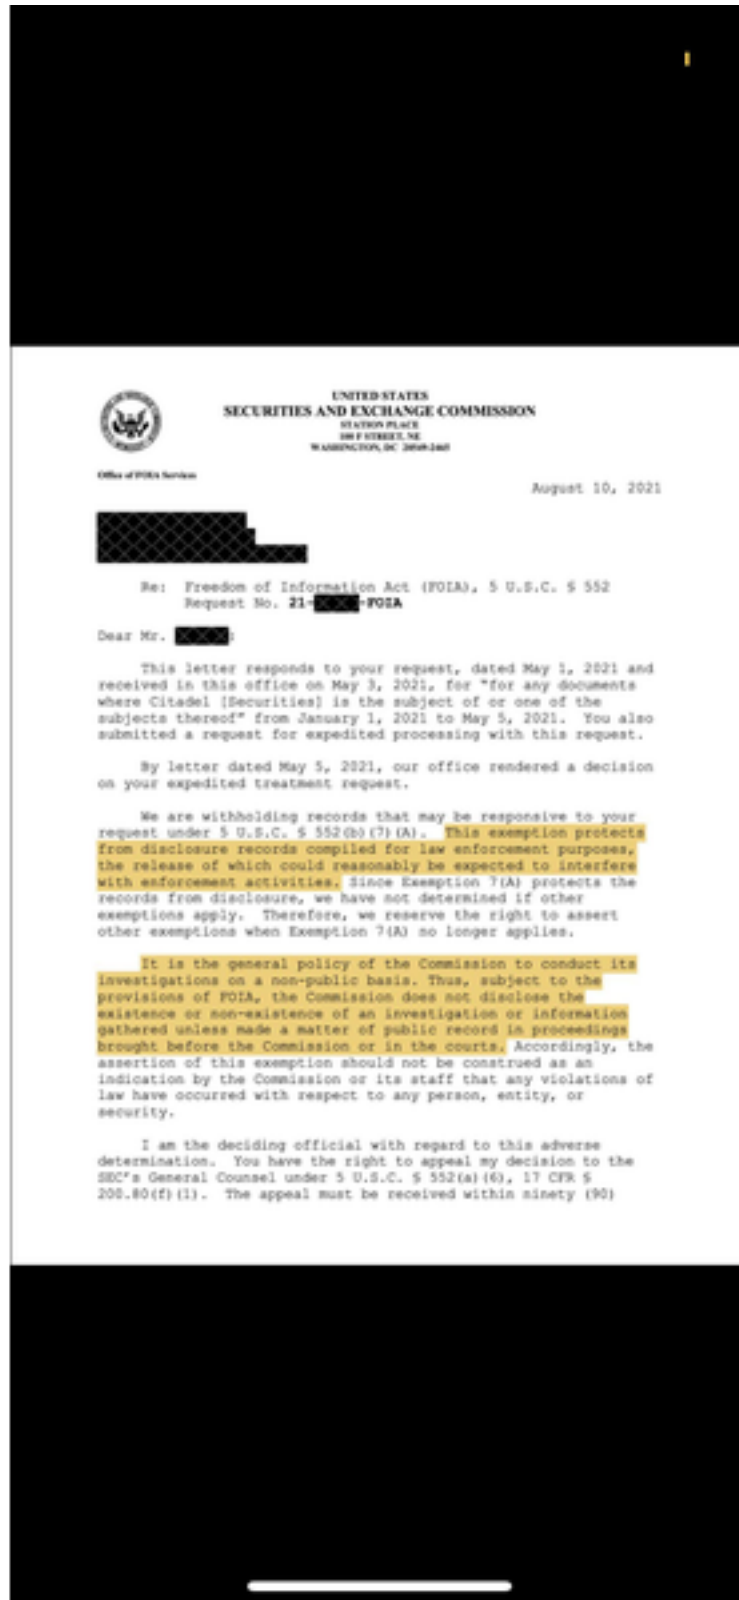 UNITED STATES
SECURITIES AND EXCHANGE COMMISSION
STATION PLACE
100 F STREET, NE
WASHINGTON, DC 20549-2465
Office of FOIA Services
August 10, 2021
Re: Freedom of Information Act (FOIA), 5 U.S.C. § 552
Request No. 21- -FOIA
Dear Mr. :
This letter responds to your request, dated May 1, 2021 and
received in this office on May 3, 2021, for "for any documents
where Citadel [Securities] is the subject of or one of the
subjects thereof" from January 1, 2021 to May 5, 2021. You also
submitted a request for expedited processing with this request.
By letter dated May 5, 2021, our office rendered a decision
on your expedited treatment request.
We are withholding records that may be responsive to your
request under 5 U.S.C. § 552(b)(7)(A). This exemption protects
from disclosure records compiled for law enforcement purposes,
the release of which could reasonably be expected to interfere
with enforcement activities. Since Exemption 7(A) protects the
records from disclosure, we have not determined if other
exemptions apply. Therefore, we reserve the right to assert
other exemptions when Exemption 7(A) no longer applies.
It is the general policy of the Commission to conduct its
investigations on a non-public basis. Thus, subject to the
provisions of FOIA, the Commission does not disclose the
existence or non-existence of an investigation or information
gathered unless made a matter of public record in proceedings
brought before the Commission or in the courts. Accordingly, the
assertion of this exemption should not be construed as an
indication by the Commission or its staff that any violations of
law have occurred with respect to any person, entity, or
security.
I am the deciding official with regard to this adverse
determination. You have the right to appeal my decision to the
SEC's General Counsel under 5 U.S.C. § 552(a)(6), 17 CFR §
200.80(f)(1). The appeal must be received within ninety (90)